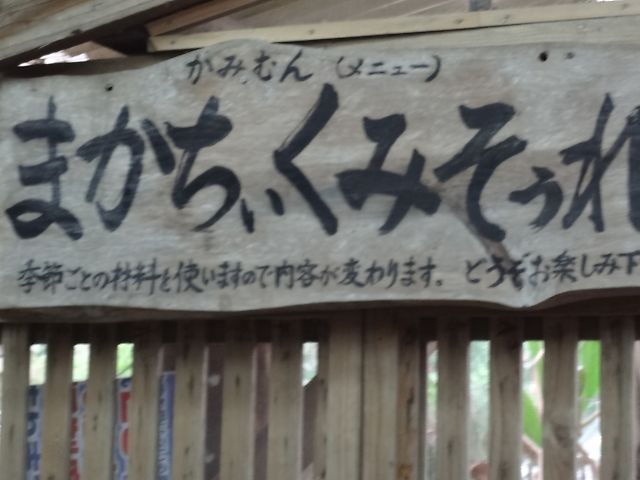 かみむん (メニュー)
まかちぃくみそぅれ
季節ごとの材料を使いますので内容が変わります。どうぞお楽しみ下